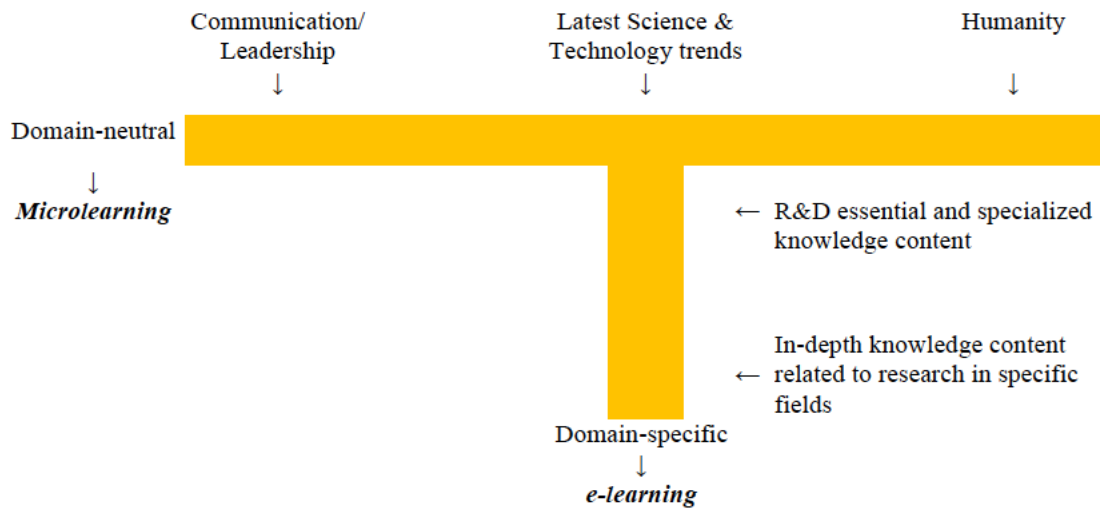 Communication/
Leadership
↓
Latest Science &
Technology trends
↓
Humanity
↓
Domain-neutral
↓
Microlearning
← R&D essential and specialized
knowledge content
In-depth knowledge content
← related to research in specific
fields
Domain-specific
↓
e-learning